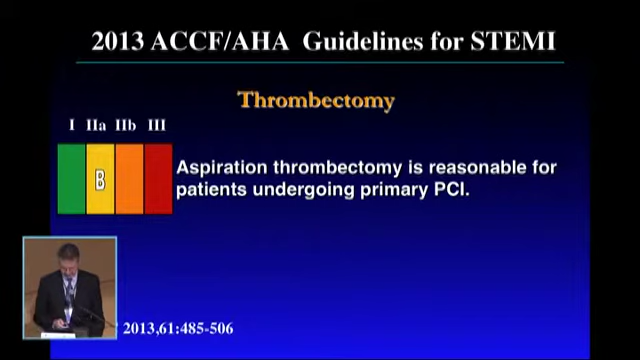 2013 ACCF/AHA Guidelines for STEMI
Thrombectomy
I IIa IIb III
B
Aspiration thrombectomy is reasonable for
patients undergoing primary PCI.
2013,61:485-506